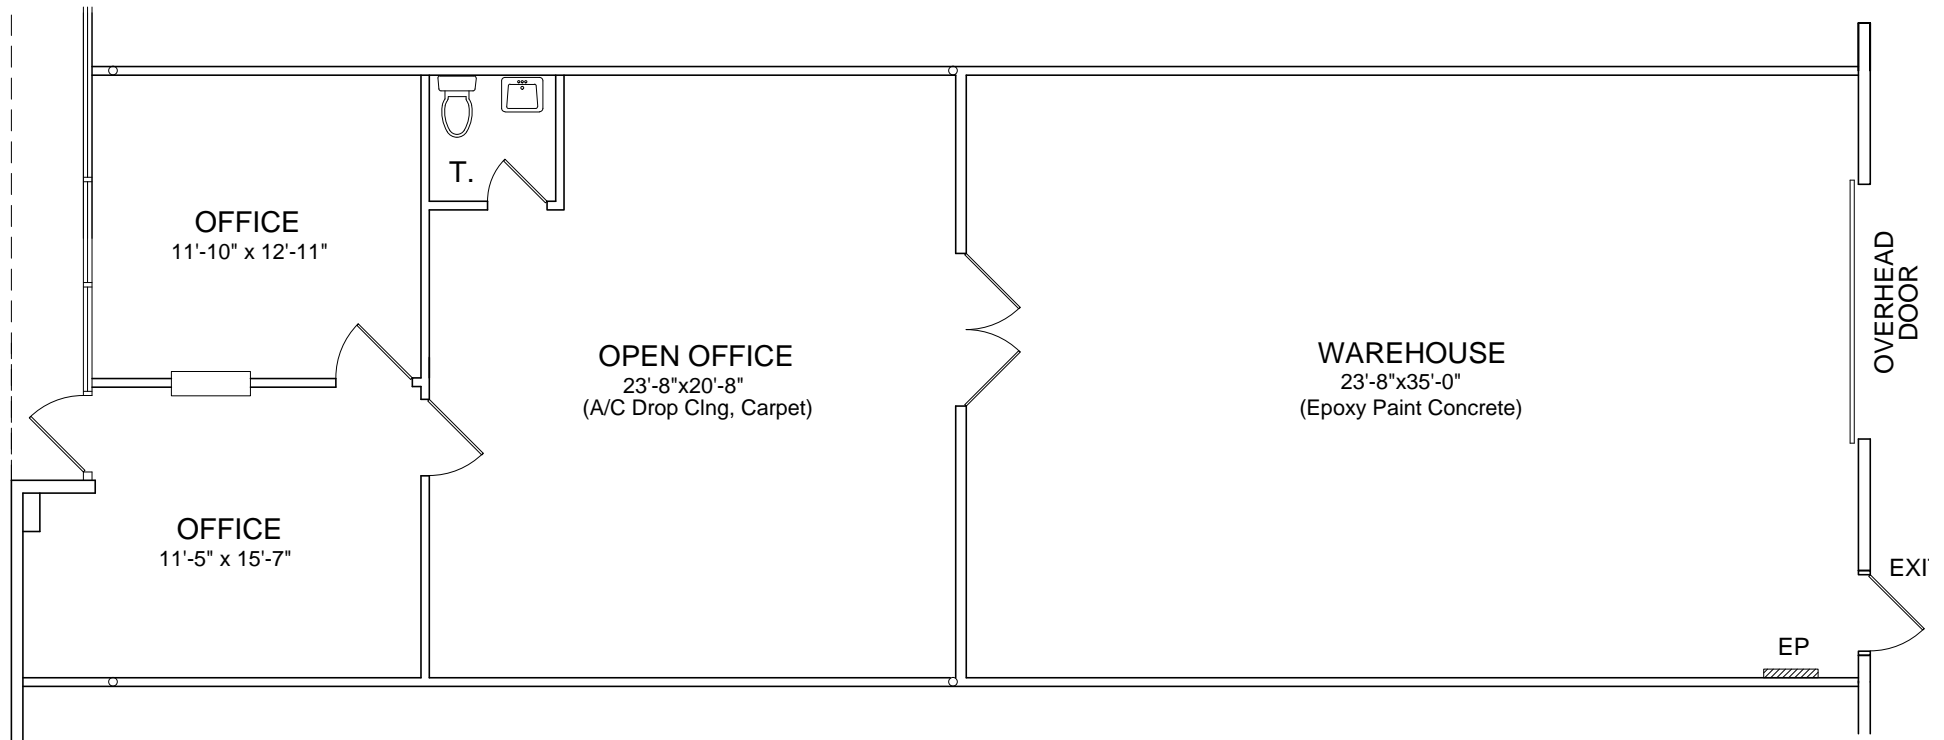 T.
OFFICE
11'-10" x 12'-11"
OPEN OFFICE
23'-8"x20'-8"
(A/C Drop Clng, Carpet)
WAREHOUSE
23'-8"x35'-0"
(Epoxy Paint Concrete)
OVERHEAD
DOOR
OFFICE
11'-5" x 15'-7"
EXI
EP